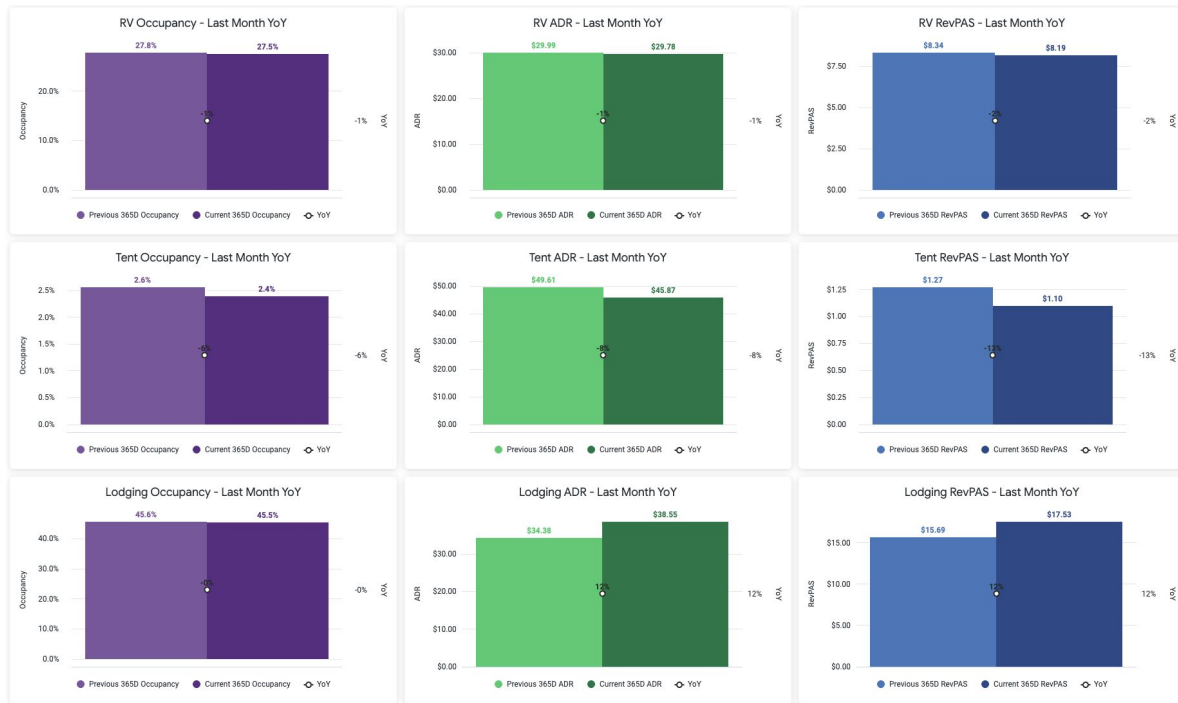 RV Occupancy - Last Month YoY
27.8%
27.5%
20.0%
10.0%
0.0%
Occupancy
-1%
-1%
YoY
Previous 365D Occupancy
Current 365D Occupancy
YoY
RV ADR - Last Month YoY
$29.99
$29.78
$30.00
$20.00
$10.00
$0.00
ADR
-1%
-1%
YoY
Previous 365D ADR
Current 365D ADR
YoY
RV RevPAS - Last Month YoY
$8.34
$8.19
$7.50
$5.00
$2.50
$0.00
RevPAS
-2%
-2%
YoY
Previous 365D RevPAS
Current 365D RevPAS
YoY
Tent Occupancy - Last Month YoY
2.6%
2.4%
2.5%
2.0%
1.5%
1.0%
0.5%
0.0%
Occupancy
-6%
-6%
YoY
Previous 365D Occupancy
Current 365D Occupancy
YoY
Tent ADR - Last Month YoY
$49.61
$45.87
$50.00
$40.00
$30.00
$20.00
$10.00
$0.00
ADR
-8%
-8%
YoY
Previous 365D ADR
Current 365D ADR
YoY
Tent RevPAS - Last Month YoY
$1.27
$1.10
$1.25
$1.00
$0.75
$0.50
$0.25
$0.00
RevPAS
-13%
-13%
YoY
Previous 365D RevPAS
Current 365D RevPAS
YoY
Lodging Occupancy - Last Month YoY
45.6%
45.5%
40.0%
30.0%
20.0%
10.0%
0.0%
Occupancy
-0%
-0%
YoY
Previous 365D Occupancy
Current 365D Occupancy
YoY
Lodging ADR - Last Month YoY
$34.38
$38.55
$30.00
$20.00
$10.00
$0.00
ADR
12%
12%
YoY
Previous 365D ADR
Current 365D ADR
YoY
Lodging RevPAS - Last Month YoY
$15.69
$17.53
$15.00
$10.00
$5.00
$0.00
RevPAS
12%
12%
YoY
Previous 365D RevPAS
Current 365D RevPAS
YoY